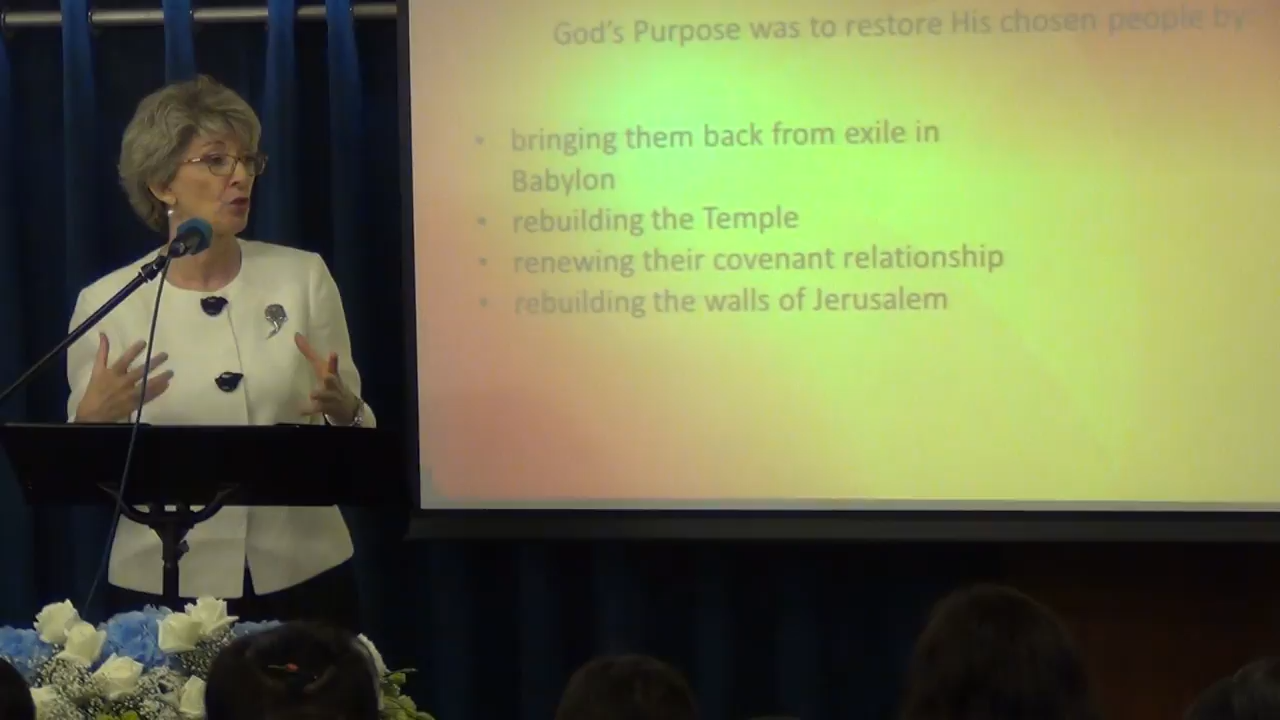 God's Purpose was to restore His chosen people by
• bringing them back from exile in
Babylon
• rebuilding the Temple
• renewing their covenant relationship
• rebuilding the walls of Jerusalem